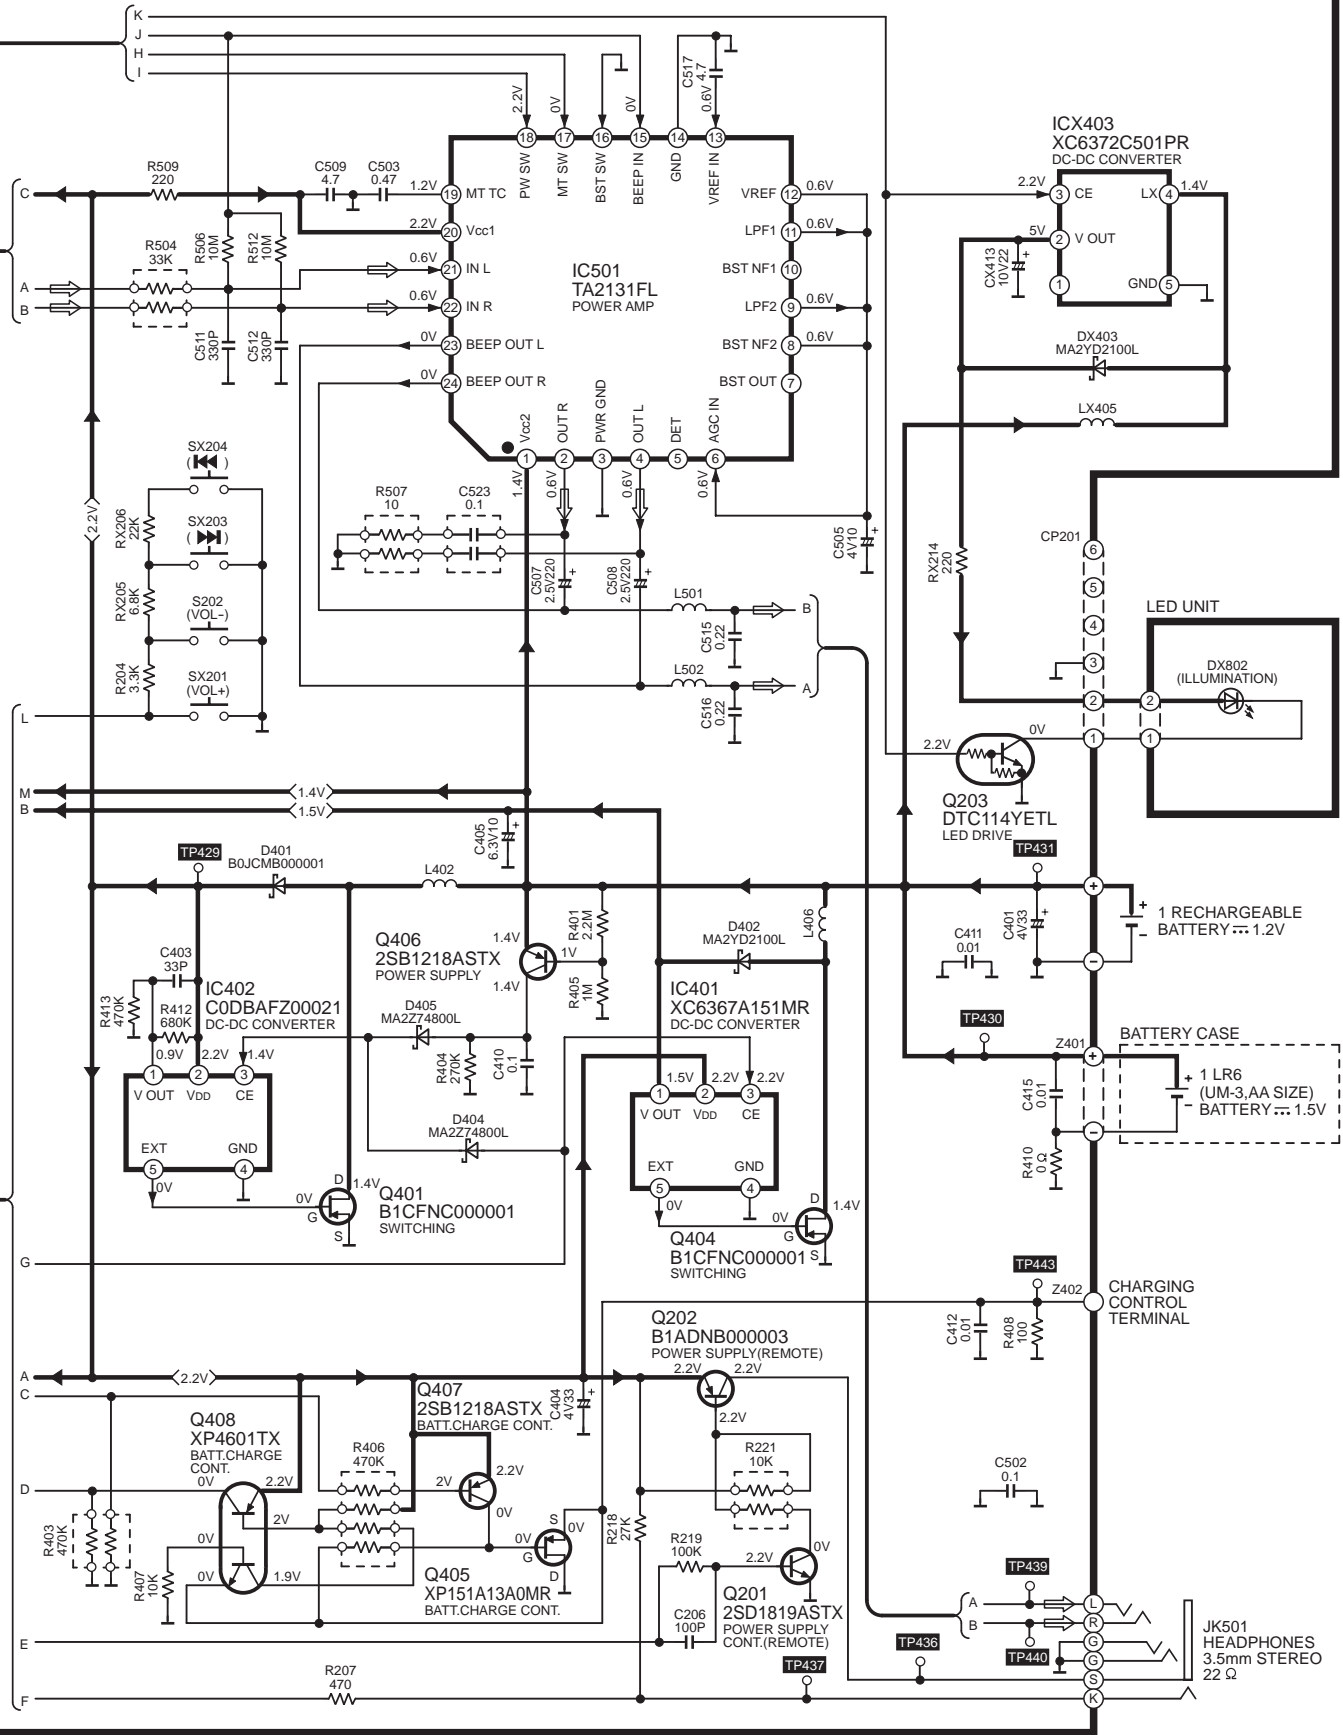 K
J
H
I
2.2V
0V
0V
C517
4.7
0.6V
18
17
16
15
14
13
PW SW
MT SW
BST SW
BEEP IN
GND
VREF IN
ICX403
XC6372C501PR
DC-DC CONVERTER
2.2V
3
CE
LX
4
1.4V
5V
2
V OUT
CX413
10V22
1
GND
5
DX403
MA2YD2100L
LX405
C
R509
220
C509
4.7
C503
0.47
1.2V
19
MT TC
VREF
12
0.6V
2.2V
20
Vcc1
LPF1
11
0.6V
R504
33K
R506
10M
R512
10M
0.6V
21
IN L
BST NF1
10
IC501
TA2131FL
POWER AMP
A
B
0.6V
22
IN R
LPF2
9
0.6V
C511
330P
C512
330P
0V
23
BEEP OUT L
BST NF2
8
0.6V
0V
24
BEEP OUT R
BST OUT
7
Vcc2
OUT R
PWR GND
OUT L
DET
AGC IN
1
2
3
4
5
6
1.4V
0.6V
0.6V
0.6V
SX204
SX203
S202
(VOL-)
SX201
(VOL+)
RX206
22K
RX205
6.8K
R204
3.3K
2.2V
R507
10
C523
0.1
C507
2.5V220
C508
2.5V220
C505
4V10
L501
B
C515
0.22
L502
A
C516
0.22
RX214
220
CP201
6
5
4
3
2
1
LED UNIT
DX802
(ILLUMINATION)
2
1
L
2.2V
0V
Q203
DTC114YETL
LED DRIVE
M
1.4V
B
1.5V
C405
6.3V10
TP429
D401
B0JCMB000001
L402
TP431
C401
4V33
C411
0.01
+
-
1 RECHARGEABLE
BATTERY 1.2V
Q406
2SB1218ASTX
POWER SUPPLY
1.4V
1V
1.4V
R401
2.2M
R405
1M
D402
MA2YD2100L
L406
C403
33P
R413
470K
R412
680K
IC402
C0DBAFZ00021
DC-DC CONVERTER
D405
MA2Z74800L
IC401
XC6367A151MR
DC-DC CONVERTER
TP430
Z401
BATTERY CASE
1 LR6
(UM-3,AA SIZE)
BATTERY 1.5V
0.9V
2.2V
1.4V
1
2
3
V OUT
VDD
CE
EXT
GND
5
4
0V
R404
270K
C410
0.1
D404
MA2Z74800L
1.5V
2.2V
2.2V
1
2
3
V OUT
VDD
CE
EXT
GND
5
4
0V
C415
0.01
R410
0 Ω
D
1.4V
0V
G
S
Q401
B1CFNC000001
SWITCHING
D
1.4V
0V
G
S
Q404
B1CFNC000001
SWITCHING
G
TP443
Z402
CHARGING
CONTROL
TERMINAL
C412
0.01
R408
100
Q202
B1ADNB000003
POWER SUPPLY(REMOTE)
2.2V
2.2V
2.2V
A
2.2V
C
Q407
2SB1218ASTX
BATT.CHARGE CONT.
C404
4V33
Q408
XP4601TX
BATT.CHARGE
CONT.
R406
470K
R221
10K
C502
0.1
D
0V
2.2V
2V
2.2V
0V
2V
0V
0V
1.9V
R403
470K
R407
10K
S
0V
0V
G
D
Q405
XP151A13A0MR
BATT.CHARGE CONT.
R218
27K
R219
100K
2.2V
0V
Q201
2SD1819ASTX
POWER SUPPLY
CONT.(REMOTE)
C206
100P
E
TP439
A
B
TP440
TP436
TP437
L
R
G
G
S
K
JK501
HEADPHONES
3.5mm STEREO
22 Ω
R207
470
F